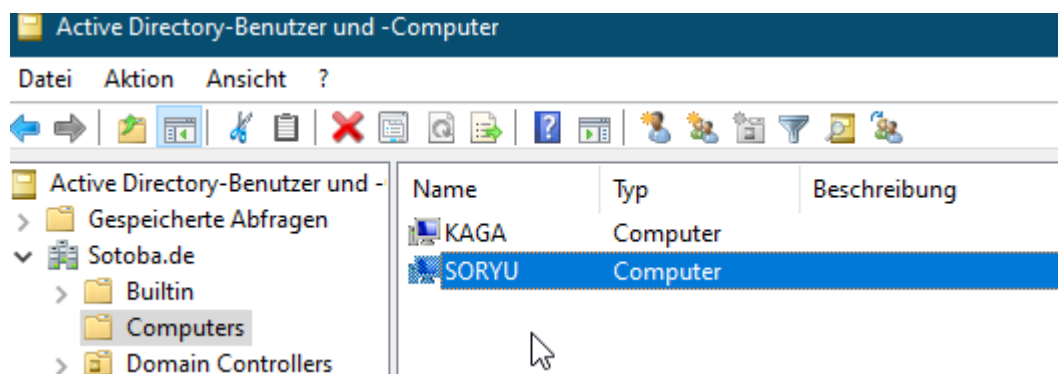 Active Directory-Benutzer und -Computer
Datei Aktion Ansicht ?
Active Directory-Benutzer und -
Gespeicherte Abfragen
Sotoba.de
Builtin
Computers
Domain Controllers
Name Typ Beschreibung
KAGA Computer
SORYU Computer